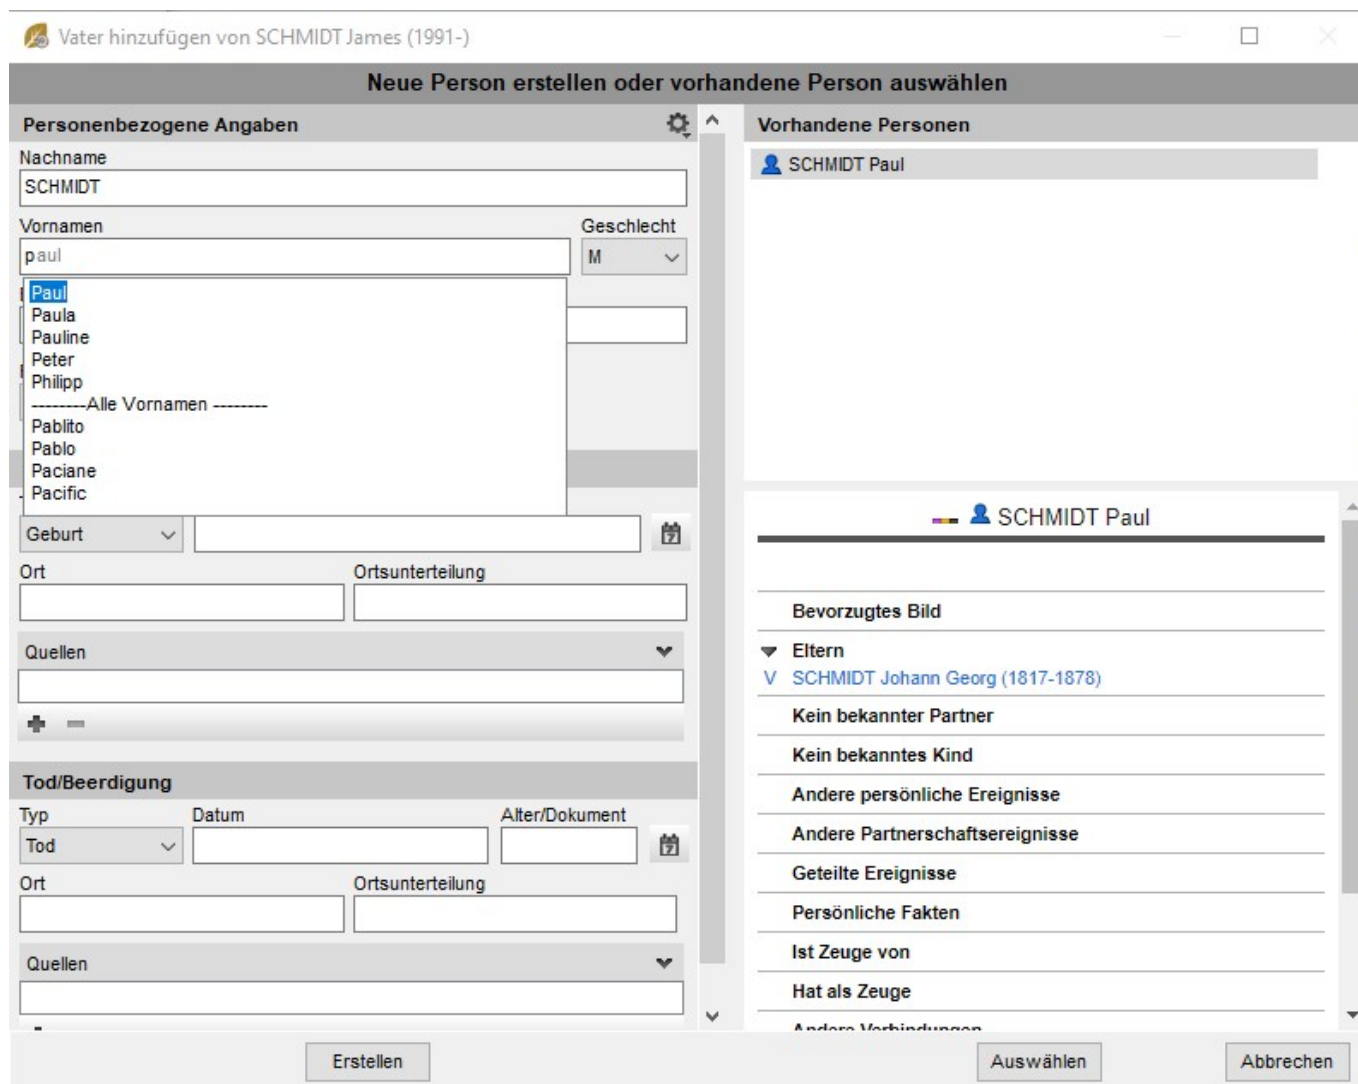 Vater hinzufügen von SCHMIDT James (1991-)
Neue Person erstellen oder vorhandene Person auswählen
Personenbezogene Angaben
Nachname
SCHMIDT
Vornamen
Geschlecht
paul
M
Paul
Paula
Pauline
Peter
Philipp
--------Alle Vornamen --------
Pablito
Pablo
Paciane
Pacific
Geburt
7
Ort
Ortsunterteilung
Quellen
Tod/Beerdigung
Typ
Datum
Alter/Dokument
Tod
7
Ort
Ortsunterteilung
Quellen
Erstellen
Vorhandene Personen
SCHMIDT Paul
SCHMIDT Paul
Bevorzugtes Bild
Eltern
V SCHMIDT Johann Georg (1817-1878)
Kein bekannter Partner
Kein bekanntes Kind
Andere persönliche Ereignisse
Andere Partnerschaftsereignisse
Geteilte Ereignisse
Persönliche Fakten
Ist Zeuge von
Hat als Zeuge
Andere Verbindungen
Auswählen
Abbrechen